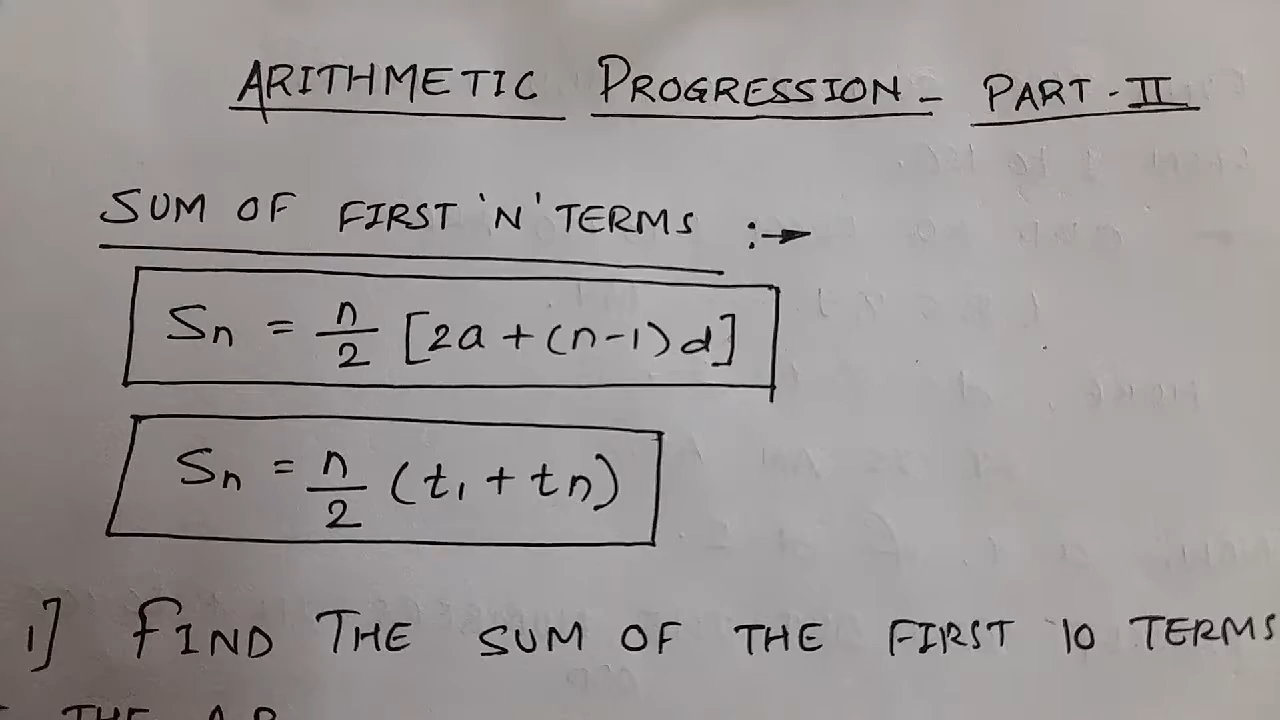 ARITHMETIC PROGRESSION - PART - II
SUM OF FIRST 'N' TERMS :→
Sn = n/2 [2a + (n-1) d]
Sn = n/2 (t1 + tn)
1] FIND THE SUM OF THE FIRST 10 TERMS
THE A.P